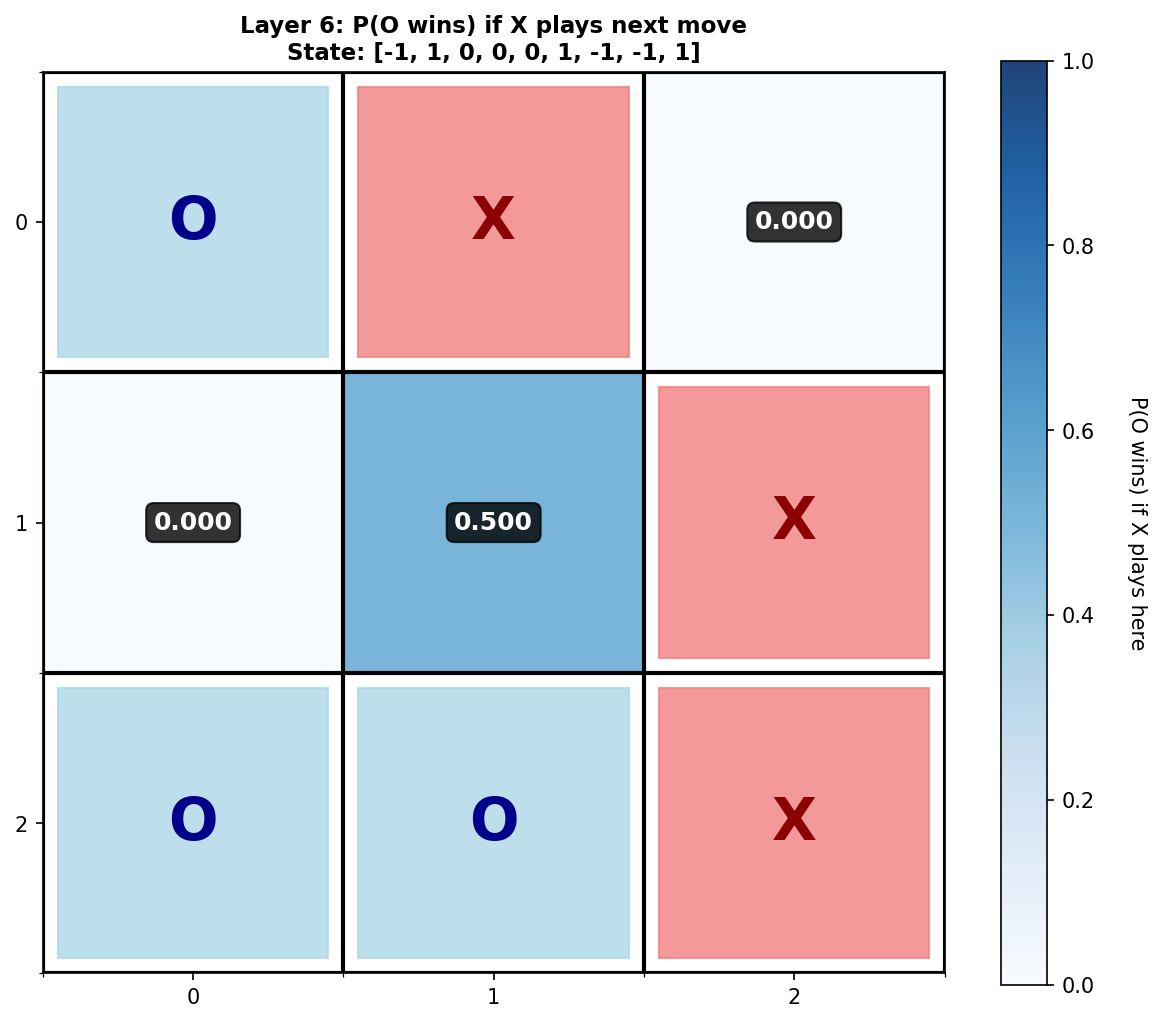 Layer 6: P(O wins) if X plays next move
State: [-1, 1, 0, 0, 0, 1, -1, -1, 1]
O
X
0.000
0.000
0.500
X
O
O
X
0
1
2
0
1
2
1.0
0.8
0.6
0.4
0.2
0.0
P(O wins) if X plays here